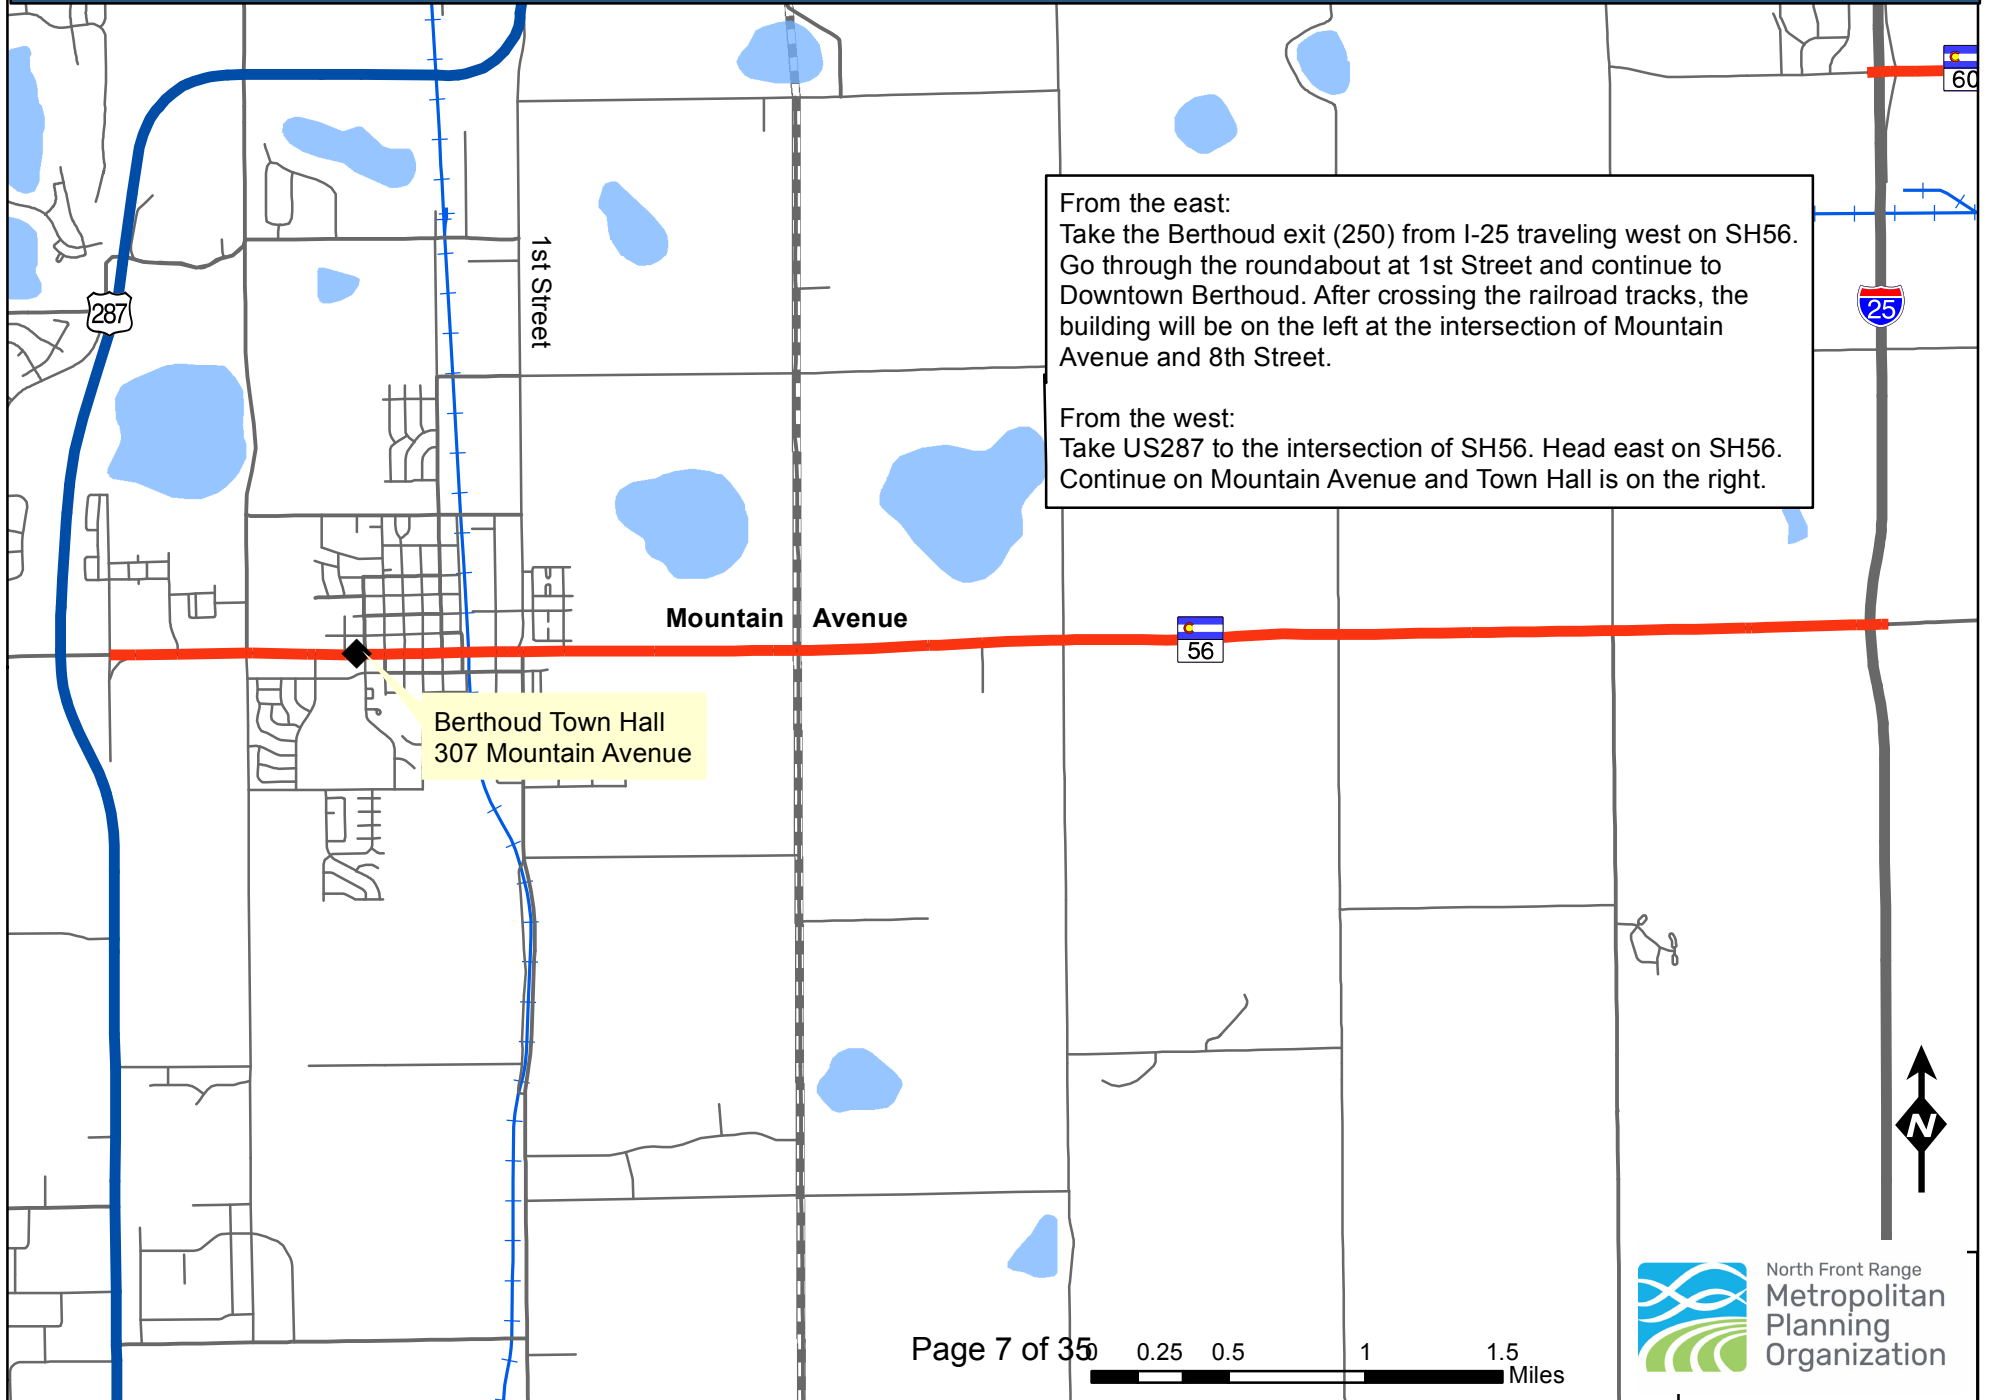 60
From the east:
Take the Berthoud exit (250) from I-25 traveling west on SH56.
Go through the roundabout at 1st Street and continue to
Downtown Berthoud. After crossing the railroad tracks, the
building will be on the left at the intersection of Mountain
Avenue and 8th Street.
From the west:
Take US287 to the intersection of SH56. Head east on SH56.
Continue on Mountain Avenue and Town Hall is on the right.
1st Street
287
25
Mountain Avenue
56
Berthoud Town Hall
307 Mountain Avenue
N
North Front Range
Metropolitan
Planning
Organization
Page 7 of 35
0 0.25 0.5 1 1.5
Miles